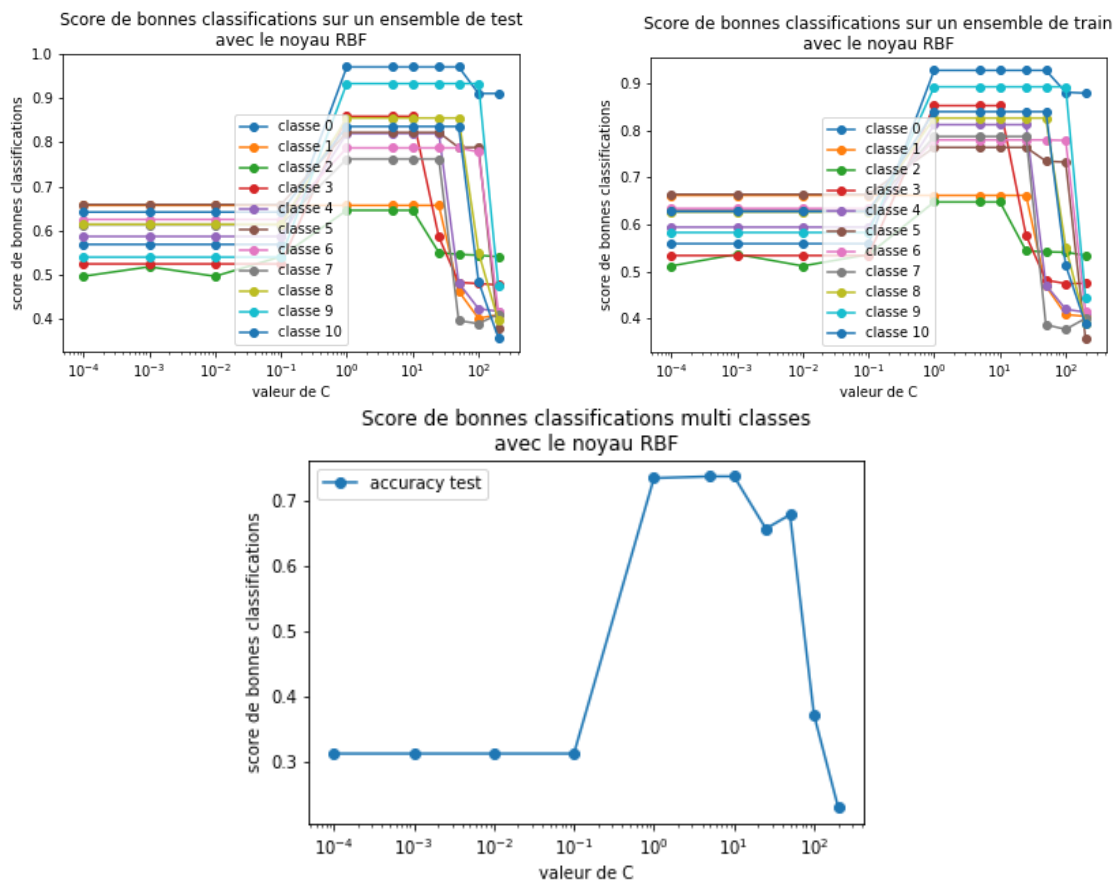 Score de bonnes classifications sur un ensemble de test
avec le noyau RBF
score de bonnes classifications
1.0
0.9
0.8
0.7
0.6
0.5
0.4
classe 0
classe 1
classe 2
classe 3
classe 4
classe 5
classe 6
classe 7
classe 8
classe 9
classe 10
10⁻⁴ 10⁻³ 10⁻² 10⁻¹ 10⁰ 10¹ 10²
valeur de C
Score de bonnes classifications sur un ensemble de train
avec le noyau RBF
score de bonnes classifications
0.9
0.8
0.7
0.6
0.5
0.4
classe 0
classe 1
classe 2
classe 3
classe 4
classe 5
classe 6
classe 7
classe 8
classe 9
classe 10
10⁻⁴ 10⁻³ 10⁻² 10⁻¹ 10⁰ 10¹ 10²
valeur de C
Score de bonnes classifications multi classes
avec le noyau RBF
accuracy test
score de bonnes classifications
0.7
0.6
0.5
0.4
0.3
10⁻⁴ 10⁻³ 10⁻² 10⁻¹ 10⁰ 10¹ 10²
valeur de C